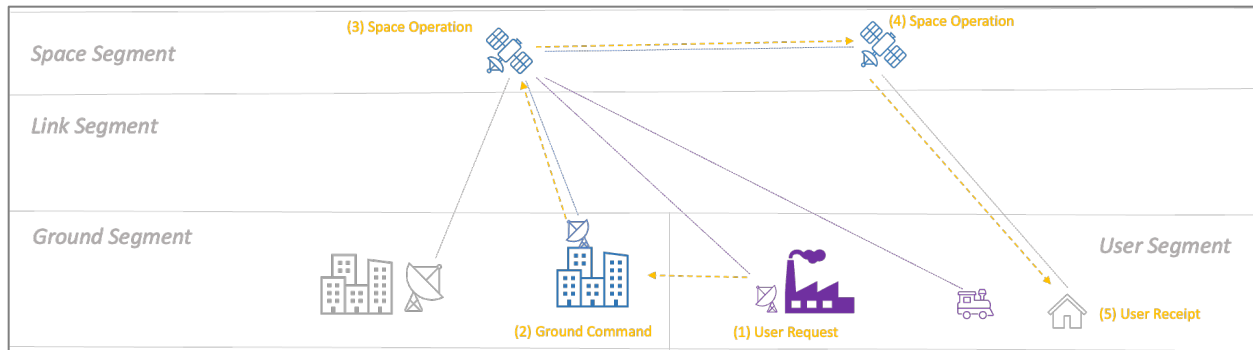 (3) Space Operation
(4) Space Operation
Space Segment
Link Segment
Ground Segment
User Segment
(2) Ground Command
(1) User Request
(5) User Receipt